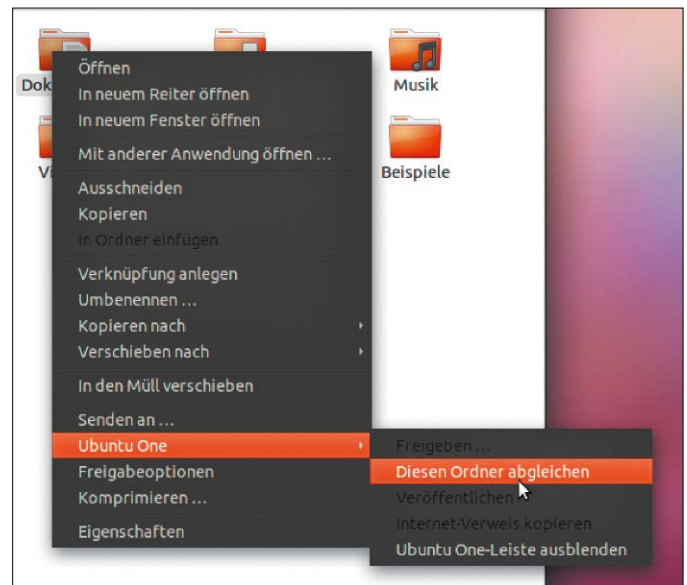 Musik
Beispiele
Öffnen
In neuem Reiter öffnen
In neuem Fenster öffnen
Mit anderer Anwendung öffnen ...
Ausschneiden
Kopieren
In Ordner einfügen
Verknüpfung anlegen
Umbenennen ...
Kopieren nach
Verschieben nach
In den Müll verschieben
Senden an ...
Ubuntu One
Freigabeoptionen
Komprimieren ...
Eigenschaften
Freigeben ...
Diesen Ordner abgleichen
Veröffentlichen
Internet-Verweis kopieren
Ubuntu One-Leiste ausblenden